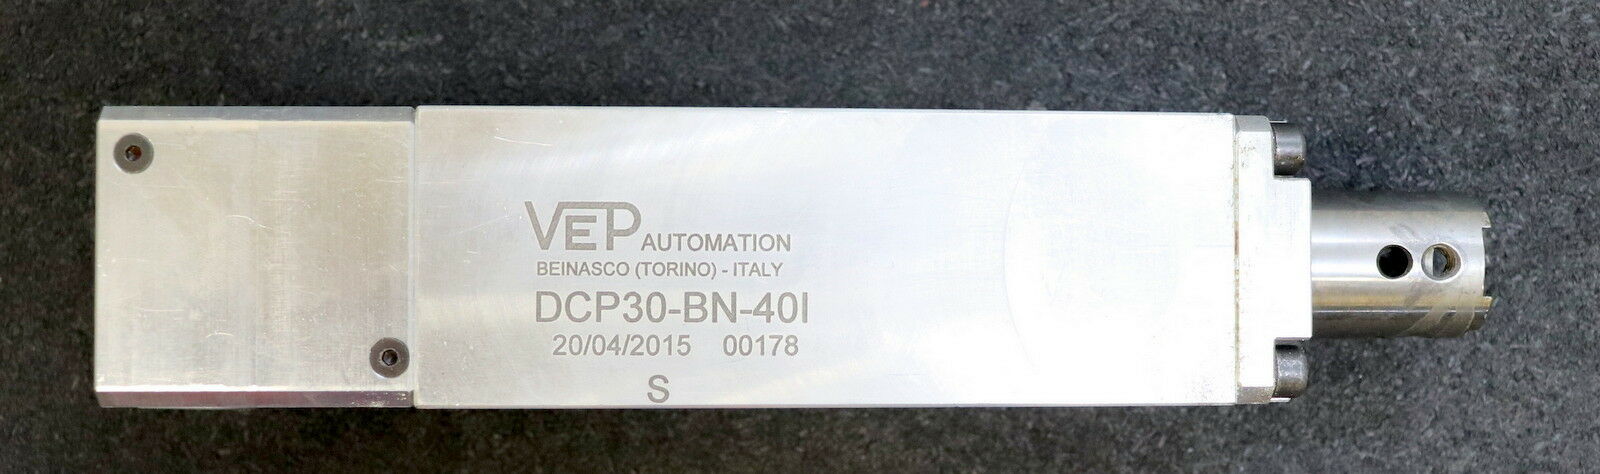 VEP AUTOMATION
BEINASCO (TORINO) - ITALY
DCP30-BN-40I
20/04/2015 00178
S